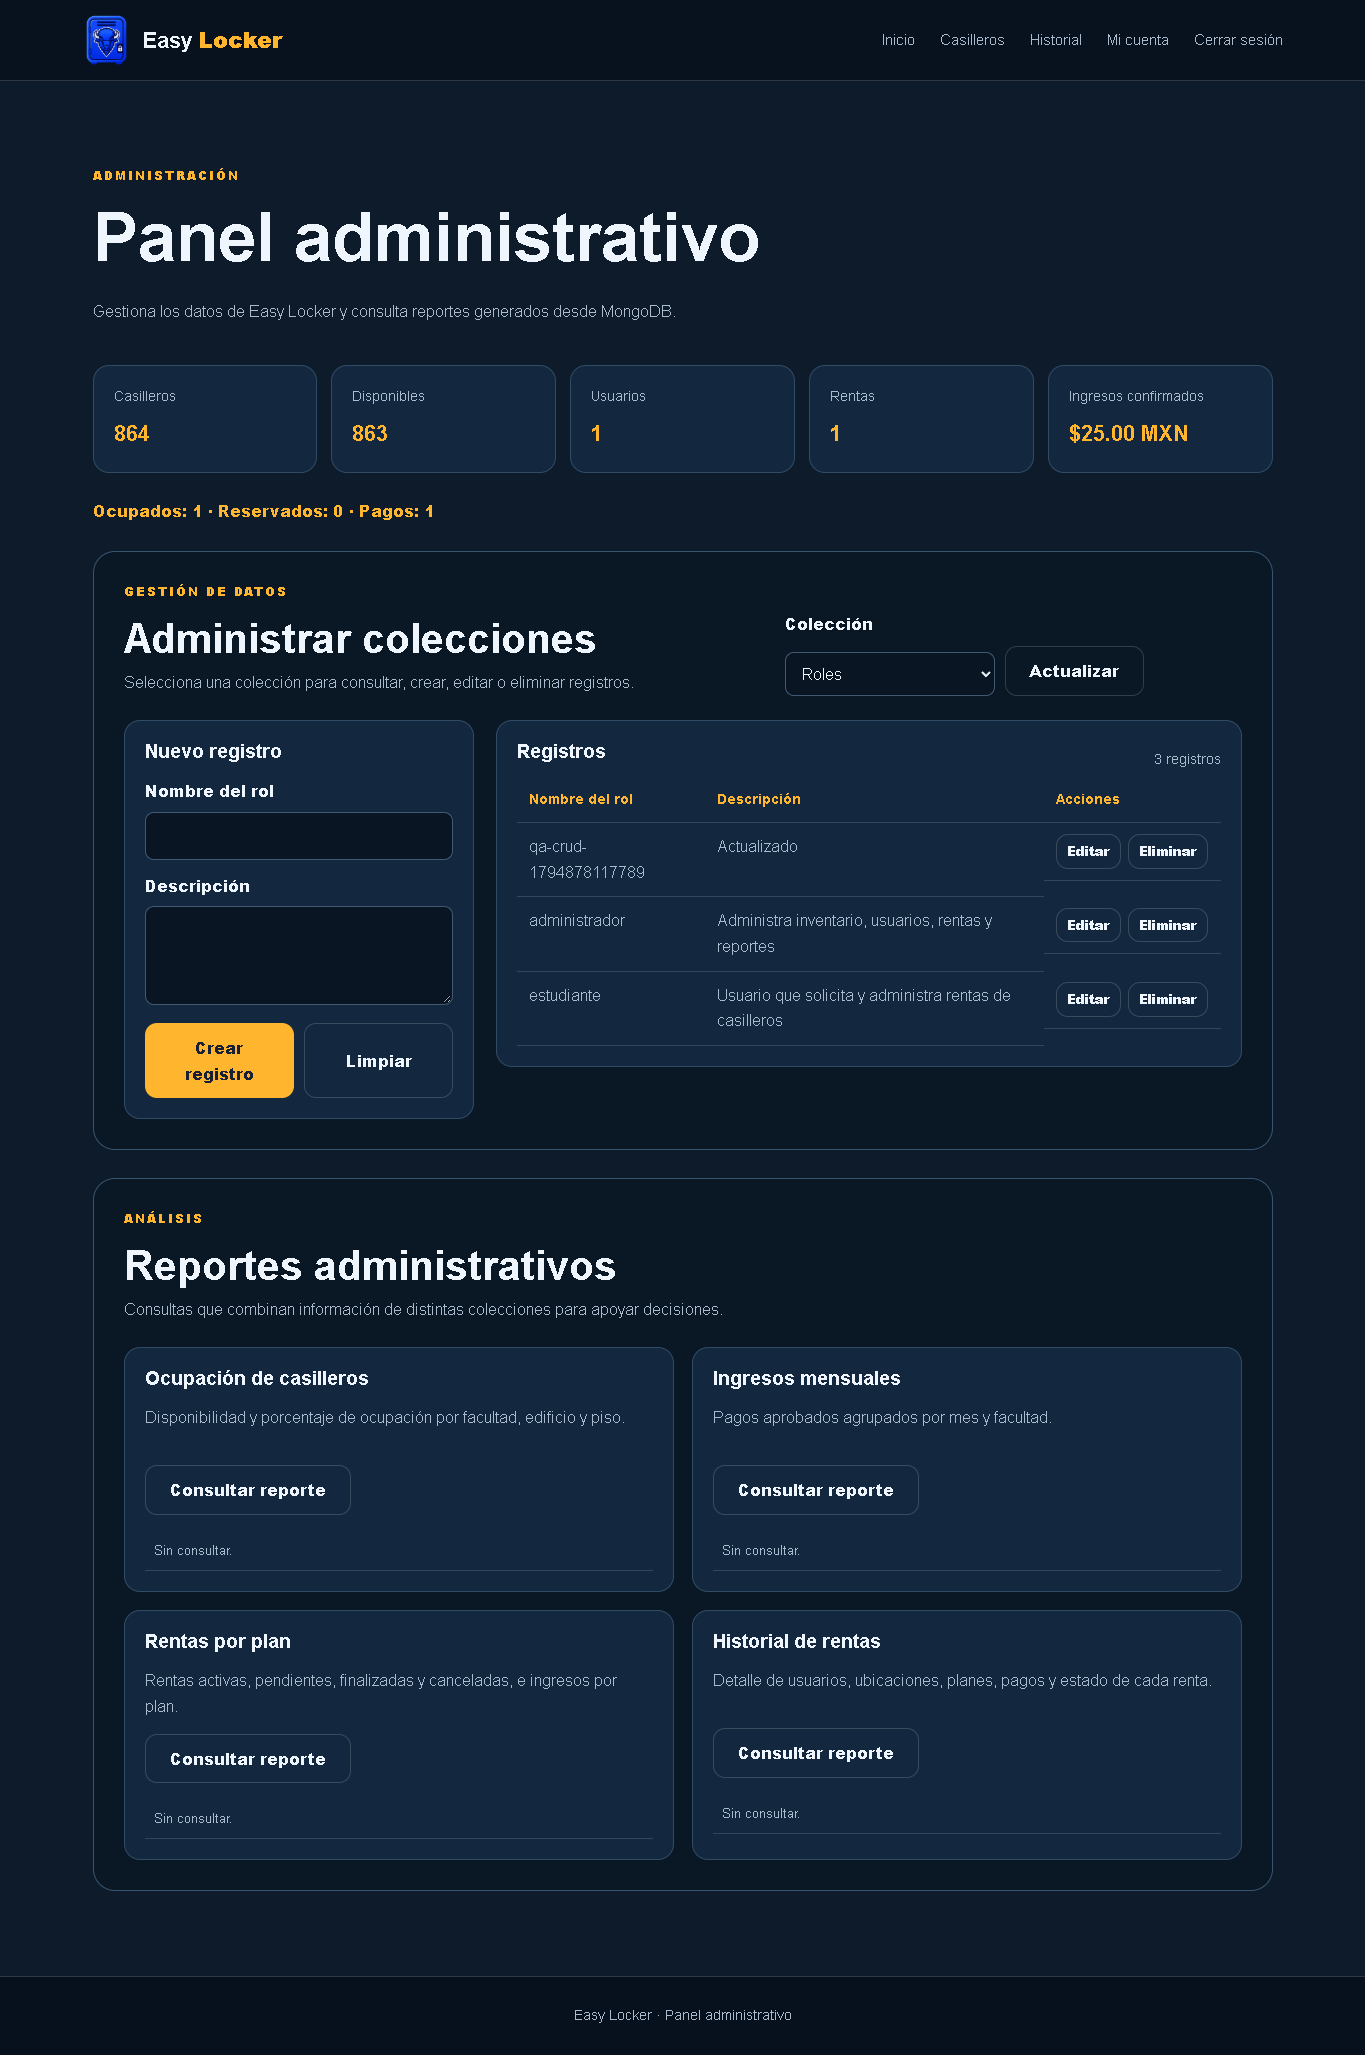 Easy Locker
Inicio
Casilleros
Historial
Mi cuenta
Cerrar sesión
ADMINISTRACIÓN
Panel administrativo
Gestiona los datos de Easy Locker y consulta reportes generados desde MongoDB.
Casilleros
864
Disponibles
863
Usuarios
1
Rentas
1
Ingresos confirmados
$25.00 MXN
Ocupados: 1 · Reservados: 0 · Pagos: 1
GESTIÓN DE DATOS
Administrar colecciones
Selecciona una colección para consultar, crear, editar o eliminar registros.
Colección
Roles
Actualizar
Nuevo registro
Nombre del rol
Descripción
Crear
registro
Limpiar
Registros
3 registros
Nombre del rol
Descripción
Acciones
qa-crud-
1794878117789
Actualizado
Editar
Eliminar
administrador
Administra inventario, usuarios, rentas y
reportes
Editar
Eliminar
estudiante
Usuario que solicita y administra rentas de
casilleros
Editar
Eliminar
ANÁLISIS
Reportes administrativos
Consultas que combinan información de distintas colecciones para apoyar decisiones.
Ocupación de casilleros
Disponibilidad y porcentaje de ocupación por facultad, edificio y piso.
Consultar reporte
Sin consultar.
Ingresos mensuales
Pagos aprobados agrupados por mes y facultad.
Consultar reporte
Sin consultar.
Rentas por plan
Rentas activas, pendientes, finalizadas y canceladas, e ingresos por
plan.
Consultar reporte
Sin consultar.
Historial de rentas
Detalle de usuarios, ubicaciones, planes, pagos y estado de cada renta.
Consultar reporte
Sin consultar.
Easy Locker · Panel administrativo